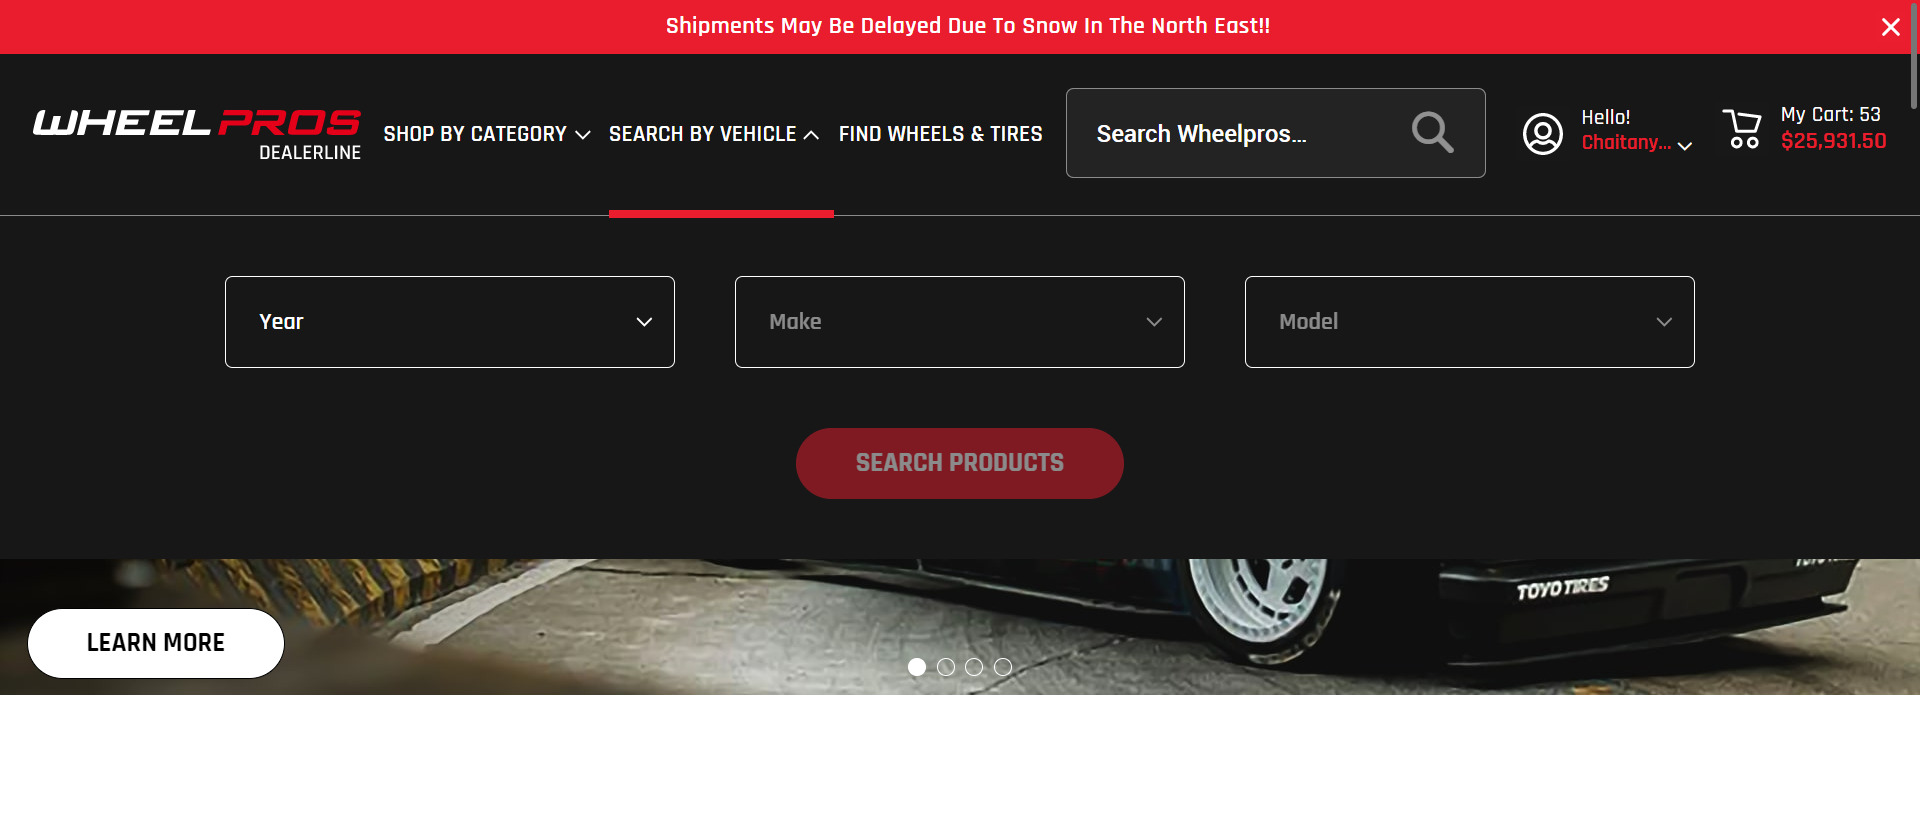 Shipments May Be Delayed Due To Snow In The North East!!
WHEEL PROS
DEALERLINE
SHOP BY CATEGORY
SEARCH BY VEHICLE
FIND WHEELS & TIRES
Search Wheelpros...
Hello!
Chaitany...
My Cart: 53
$25,931.50
Year
Make
Model
SEARCH PRODUCTS
TOYO TIRES
LEARN MORE